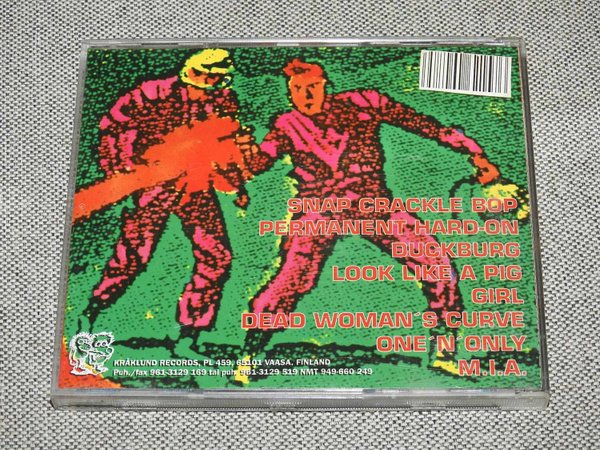 SNAP CRACKLE BOP
PERMANENT HARD-ON
DUCKBURG
LOOK LIKE A PIG
GIRL
DEAD WOMAN´S CURVE
ONE´N´ONLY
M.I.A.
KRÅKLUND RECORDS, PL 459, 65101 VAASA, FINLAND
Puh./fax 961-3129 169 tai puh. 961-3129 519 NMT 949-660 249